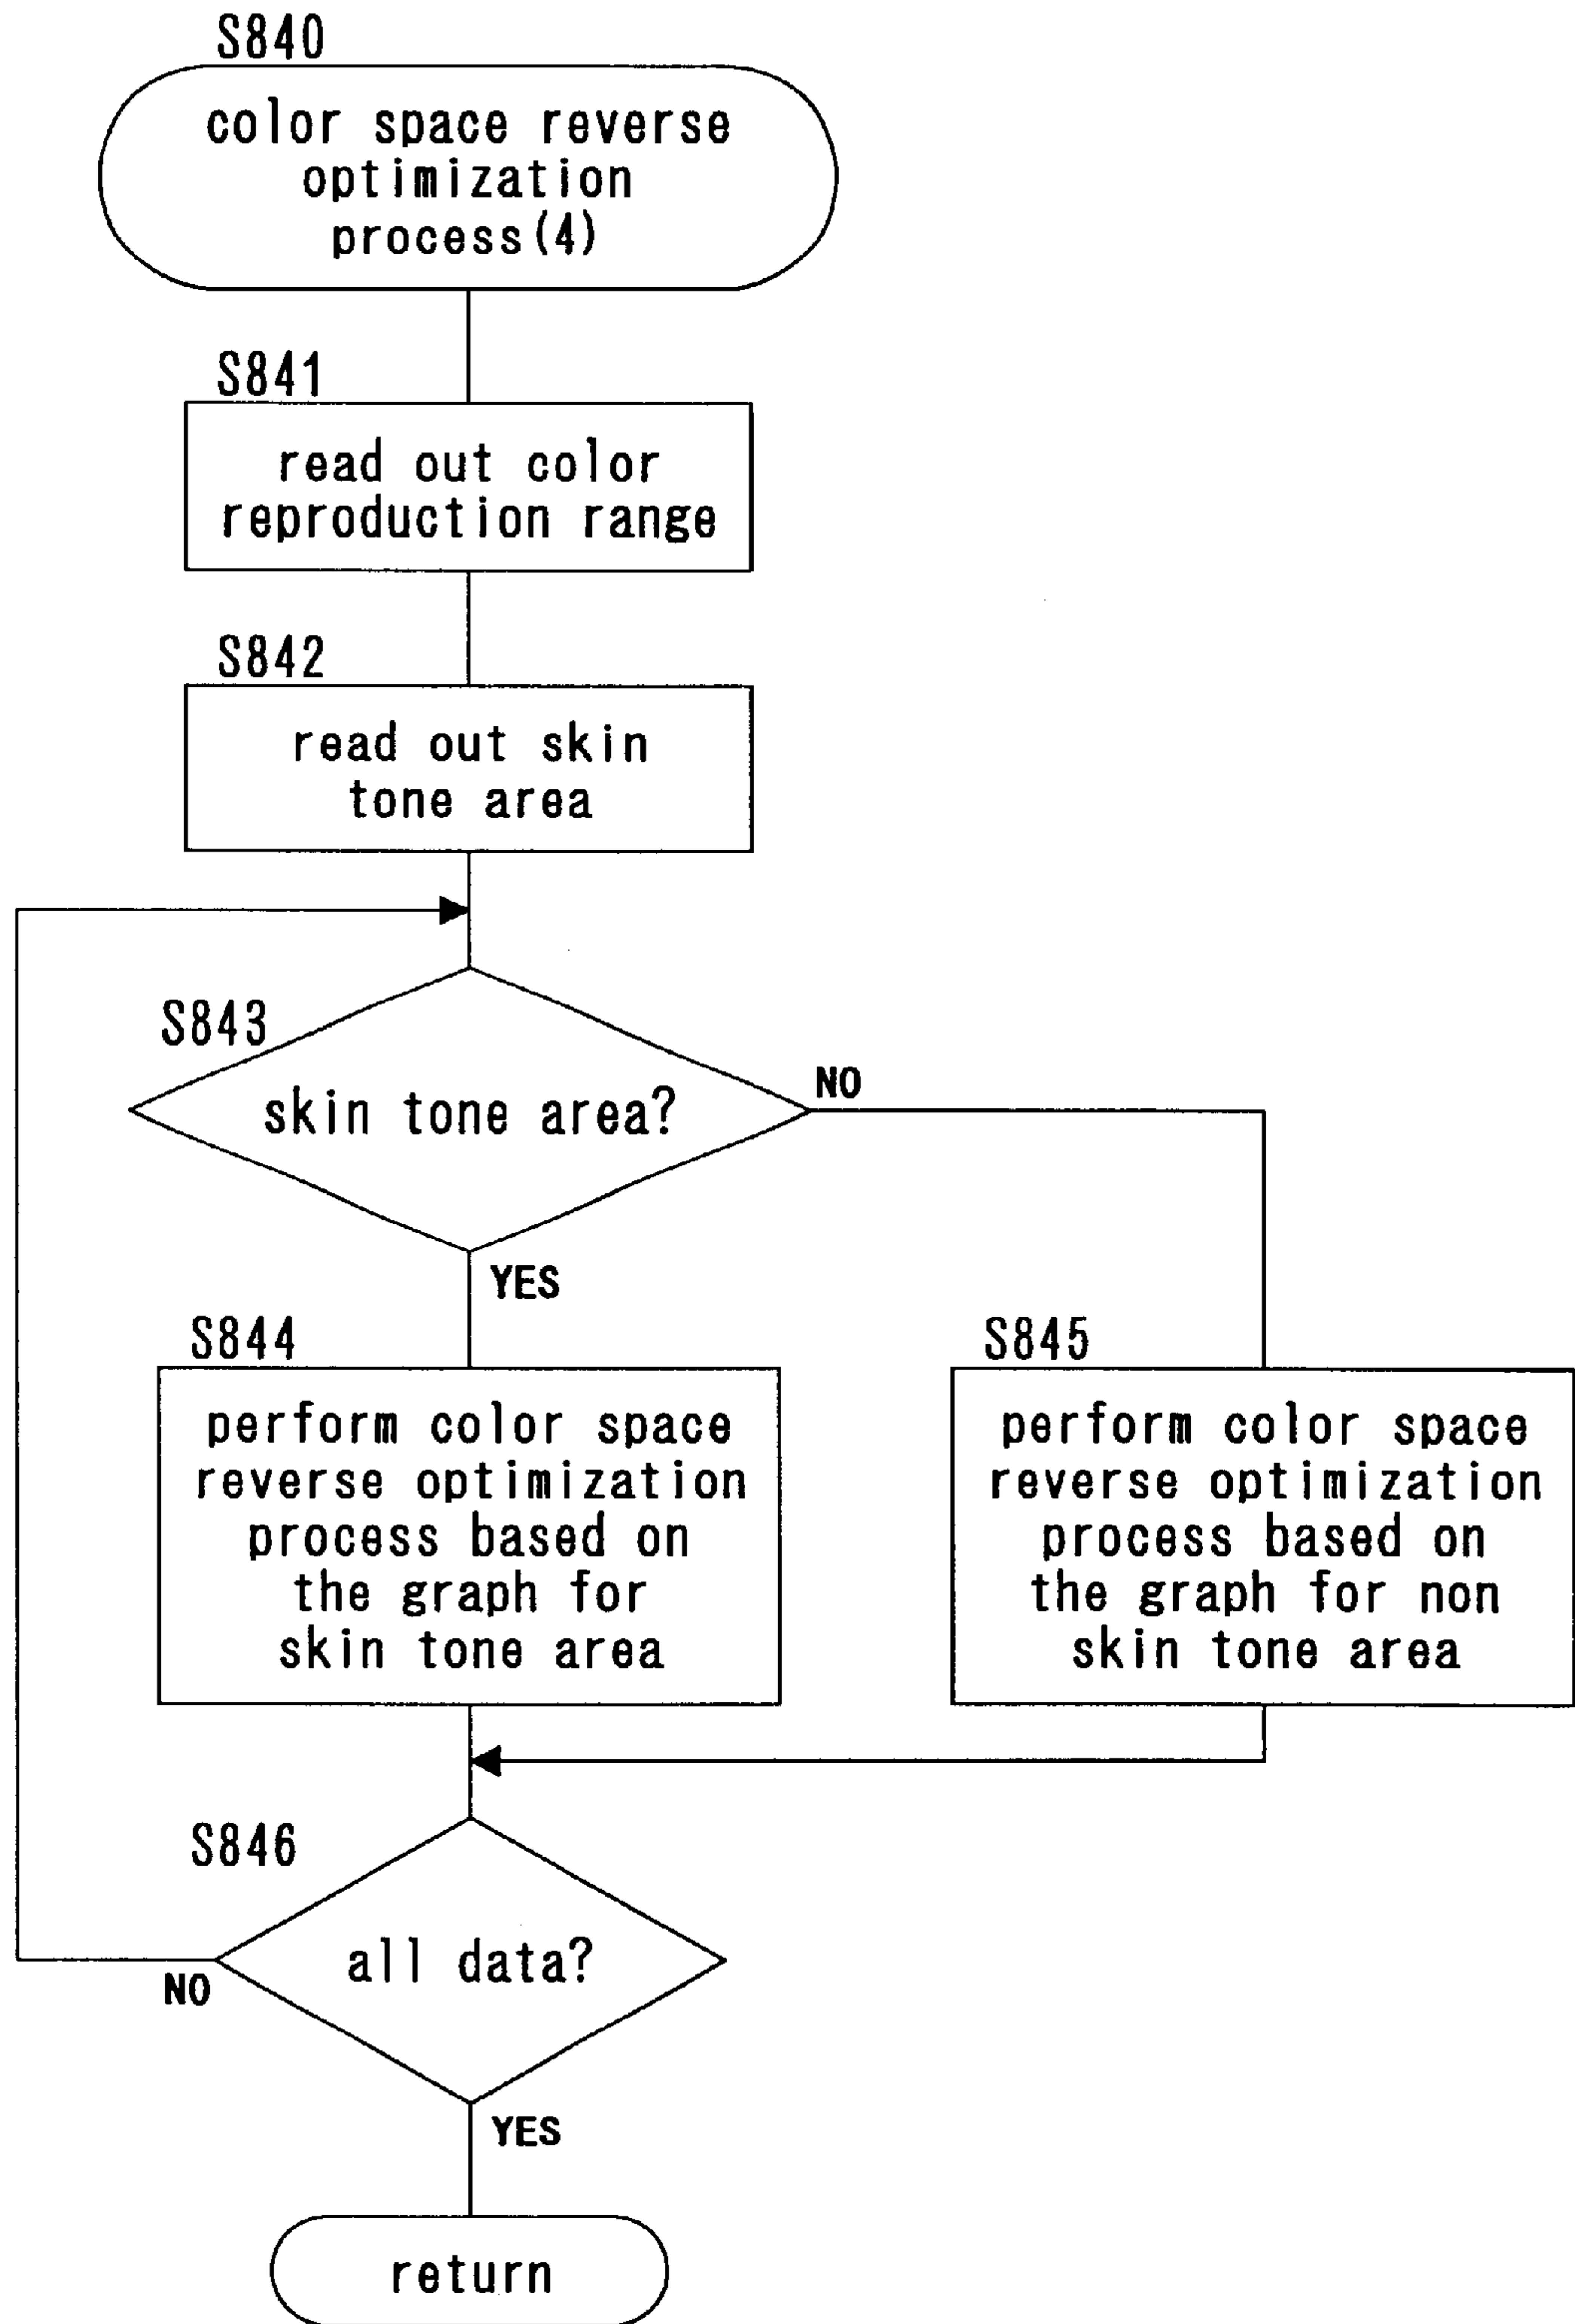 S840
color space reverse
optimization
process(4)
S841
read out color
reproduction range
S842
read out skin
tone area
S843
skin tone area?
NO
YES
S844
perform color space
reverse optimization
process based on
the graph for
skin tone area
S845
perform color space
reverse optimization
process based on
the graph for non
skin tone area
S846
all data?
NO
YES
return